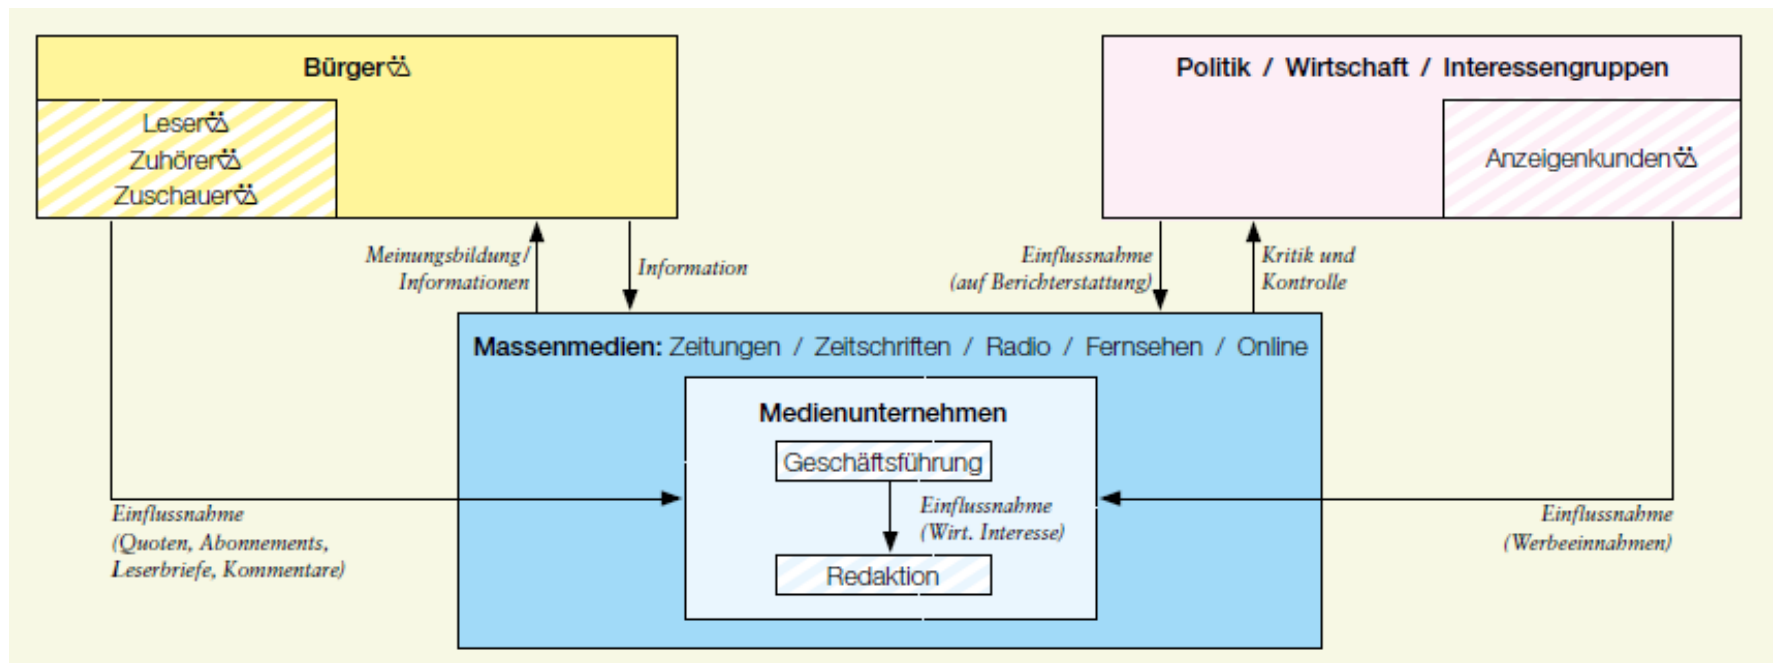 Bürger⚥
Leser⚥
Zuhörer⚥
Zuschauer⚥
Politik / Wirtschaft / Interessengruppen
Anzeigenkunden⚥
Meinungsbildung/
Informationen
Information
Einflussnahme
(auf Berichterstattung)
Kritik und
Kontrolle
Massenmedien: Zeitungen / Zeitschriften / Radio / Fernsehen / Online
Medienunternehmen
Geschäftsführung
Einflussnahme
(Wirt. Interesse)
Redaktion
Einflussnahme
(Quoten, Abonnements,
Leserbriefe, Kommentare)
Einflussnahme
(Werbeeinnahmen)